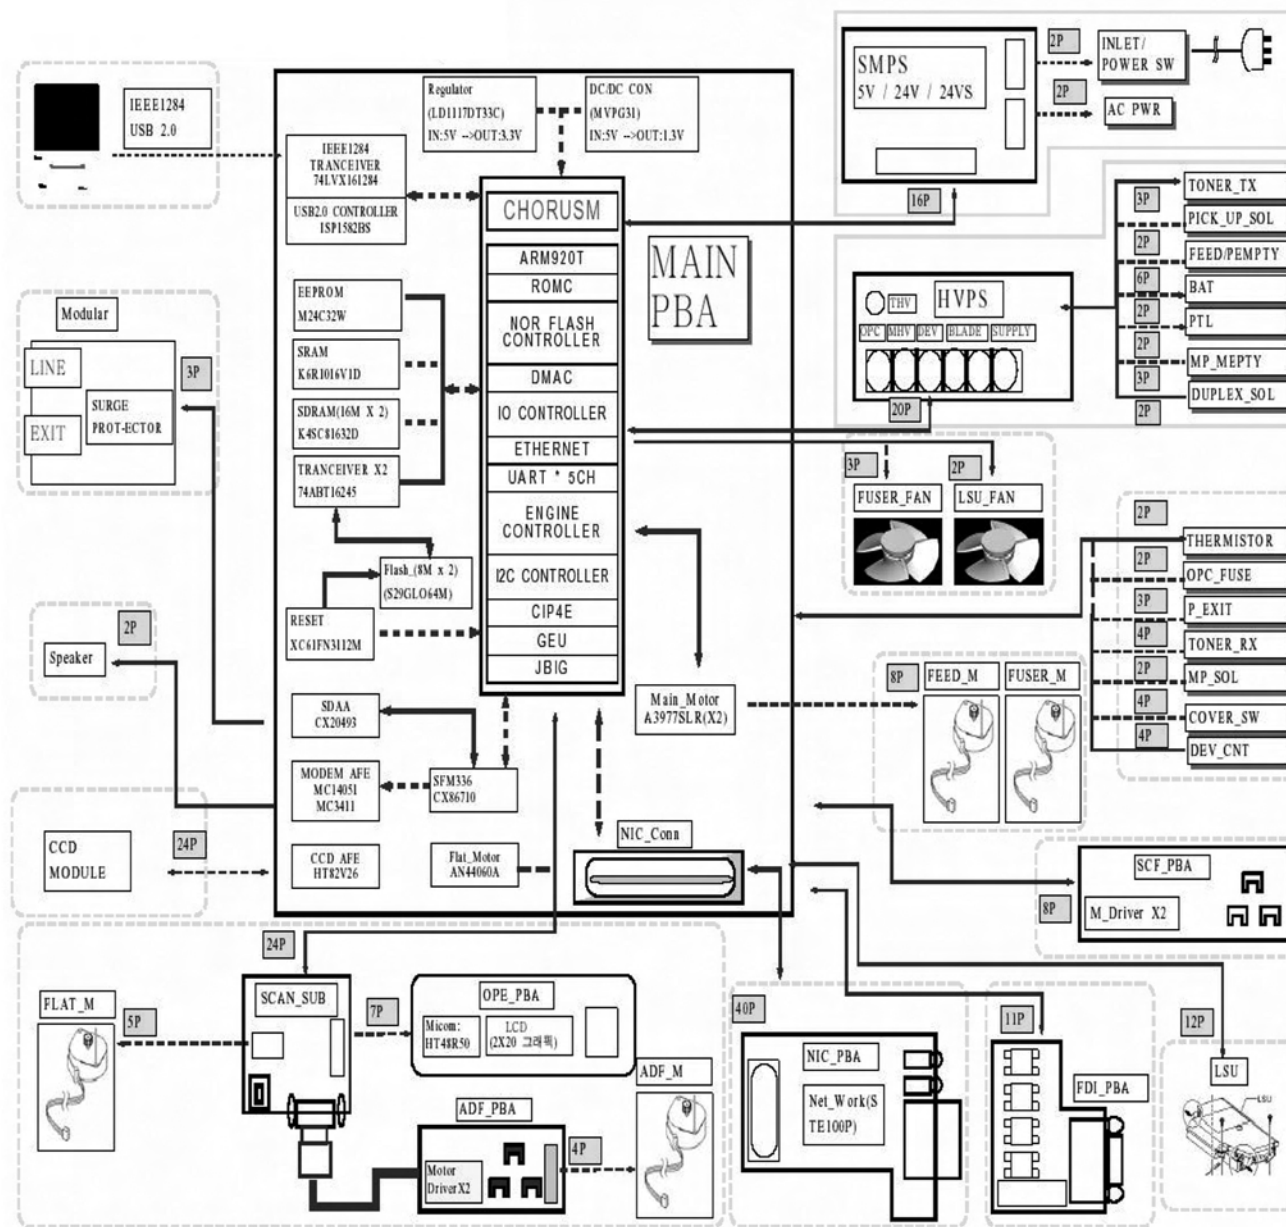 IEEE1284
USB 2.0
Regulator
(LD1117DT33C)
IN:5V -->OUT:3.3V
DC/DC CON
(MVPG31)
IN:5V -->OUT:1.3V
SMPS
5V / 24V / 24VS
2P
INLET/
POWER SW
2P
AC PWR
16P
IEEE1284
TRANCEIVER
74LVX161284
USB2.0 CONTROLLER
ISP1582BS
CHORUSM
ARM920T
ROMC
NOR FLASH
CONTROLLER
DMAC
IO CONTROLLER
ETHERNET
UART * 5CH
ENGINE
CONTROLLER
I2C CONTROLLER
CIP4E
GEU
JBIG
MAIN
PBA
TONER_TX
3P
PICK_UP_SOL
2P
FEED/PEMPTY
6P
BAT
2P
PTL
2P
MP_MEPTY
3P
DUPLEX_SOL
2P
THV
HVPS
OPC
MHV
DEV
BLADE
SUPPLY
20P
Modular
LINE
EXIT
SURGE
PROT-ECTOR
3P
EEPROM
M24C32W
SRAM
K6R1016V1D
SDRAM(16M X 2)
K4SC81632D
TRANCEIVER X2
74ABT16245
Flash_(8M x 2)
(S29GLO64M)
RESET
XC61FN3112M
3P
FUSER_FAN
2P
LSU_FAN
2P
THERMISTOR
2P
OPC_FUSE
3P
P_EXIT
4P
TONER_RX
2P
MP_SOL
4P
COVER_SW
4P
DEV_CNT
2P
Speaker
SDAA
CX20493
MODEM AFE
MC14051
MC3411
SFM336
CX86710
Main_Motor
A3977SLR(X2)
8P
FEED_M
FUSER_M
CCD
MODULE
24P
CCD AFE
HT82V26
Flat_Motor
AN44060A
NIC_Conn
SCF_PBA
8P
M_Driver X2
24P
FLAT_M
5P
SCAN_SUB
7P
OPE_PBA
Micom:
HT48R50
LCD
(2X20 그래픽)
ADF_M
ADF_PBA
Motor
DriverX2
4P
40P
NIC_PBA
Net_Work(S
TE100P)
11P
FDI_PBA
12P
LSU
LSU